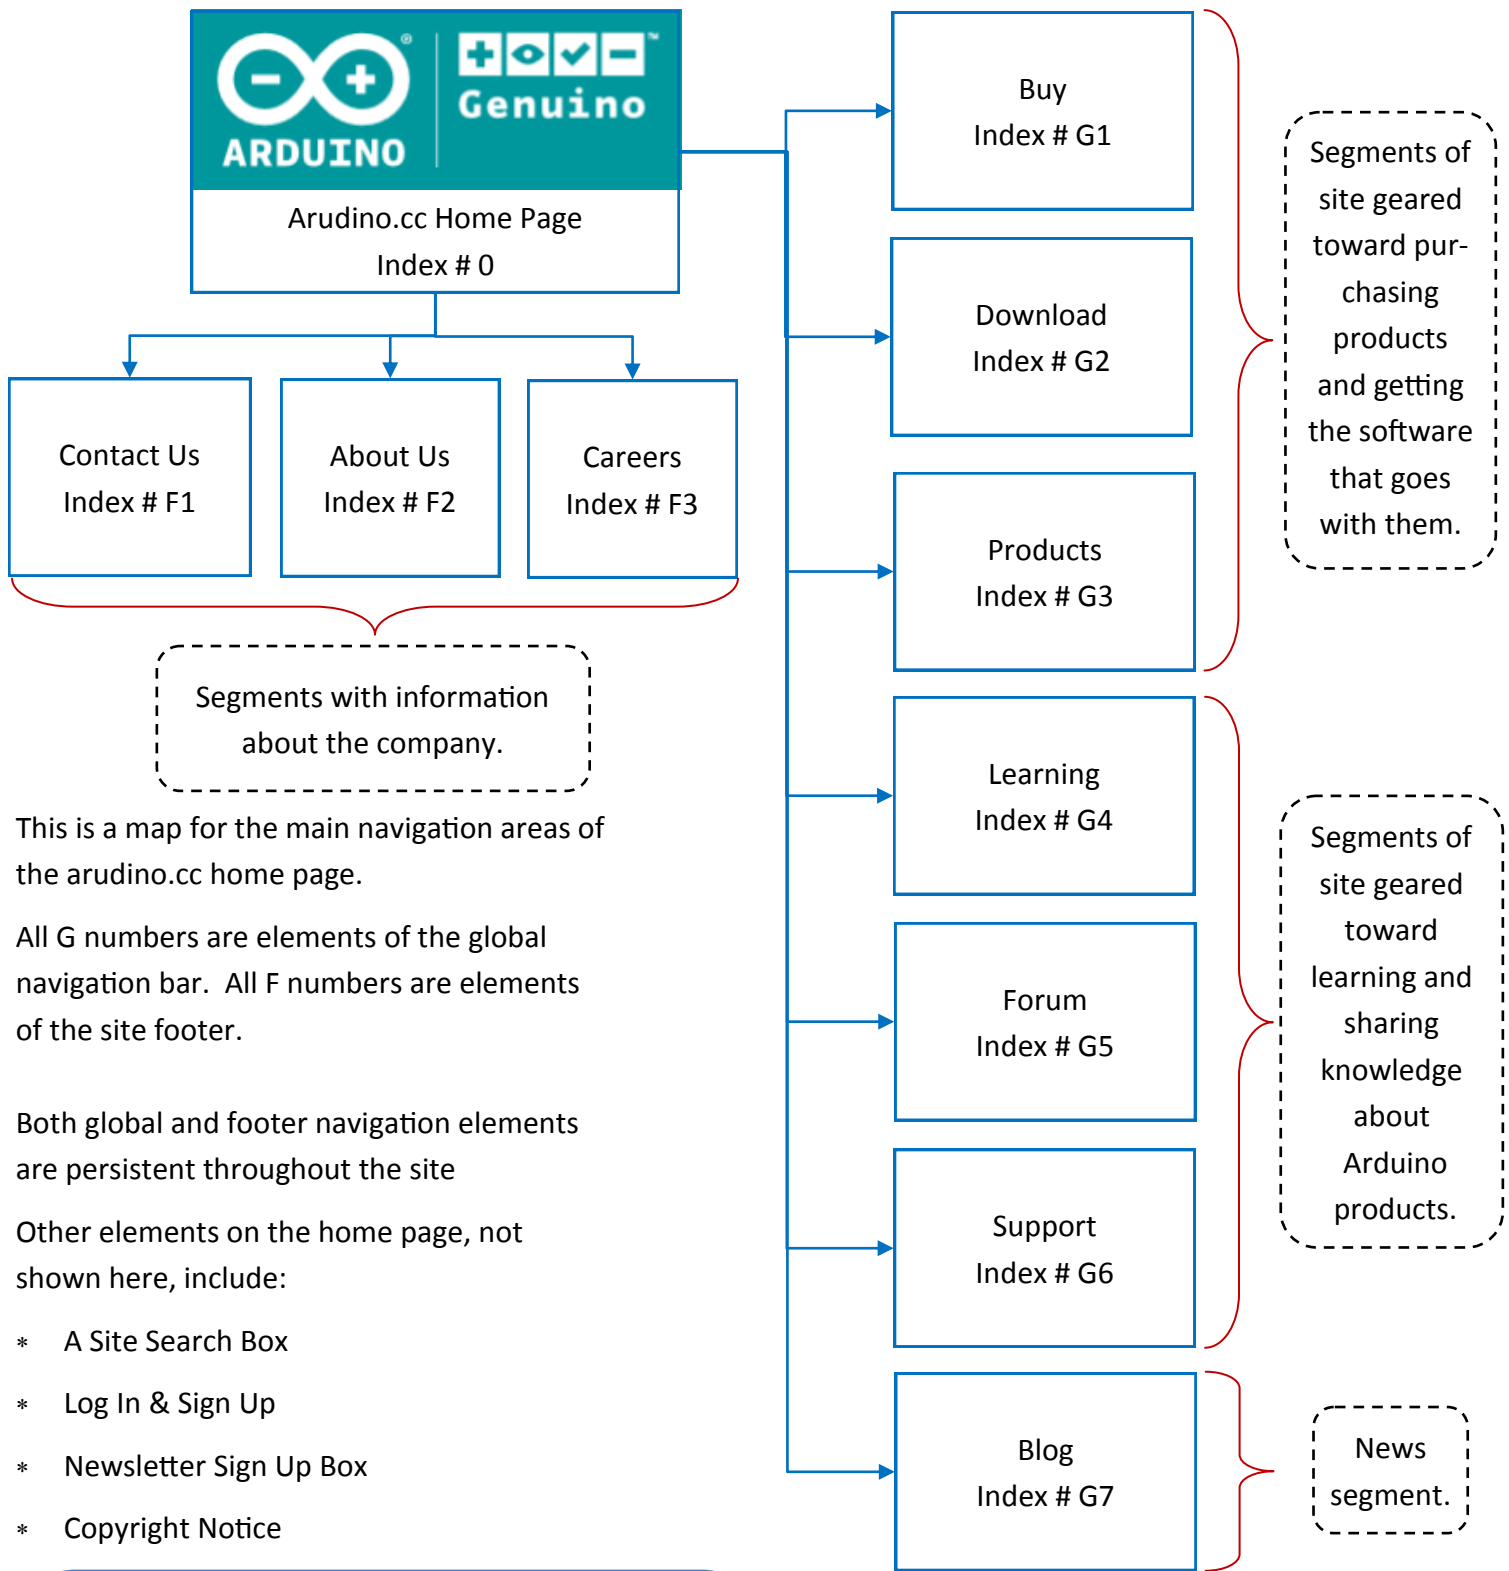 ARDUINO
Genuino
Arudino.cc Home Page
Index # 0
Contact Us
Index # F1
About Us
Index # F2
Careers
Index # F3
Segments with information
about the company.
This is a map for the main navigation areas of
the arudino.cc home page.
All G numbers are elements of the global
navigation bar.  All F numbers are elements
of the site footer.
Both global and footer navigation elements
are persistent throughout the site
Other elements on the home page, not
shown here, include:
* A Site Search Box
* Log In & Sign Up
* Newsletter Sign Up Box
* Copyright Notice
Buy
Index # G1
Download
Index # G2
Products
Index # G3
Segments of
site geared
toward pur-
chasing
products
and getting
the software
that goes
with them.
Learning
Index # G4
Forum
Index # G5
Support
Index # G6
Segments of
site geared
toward
learning and
sharing
knowledge
about
Arduino
products.
Blog
Index # G7
News
segment.